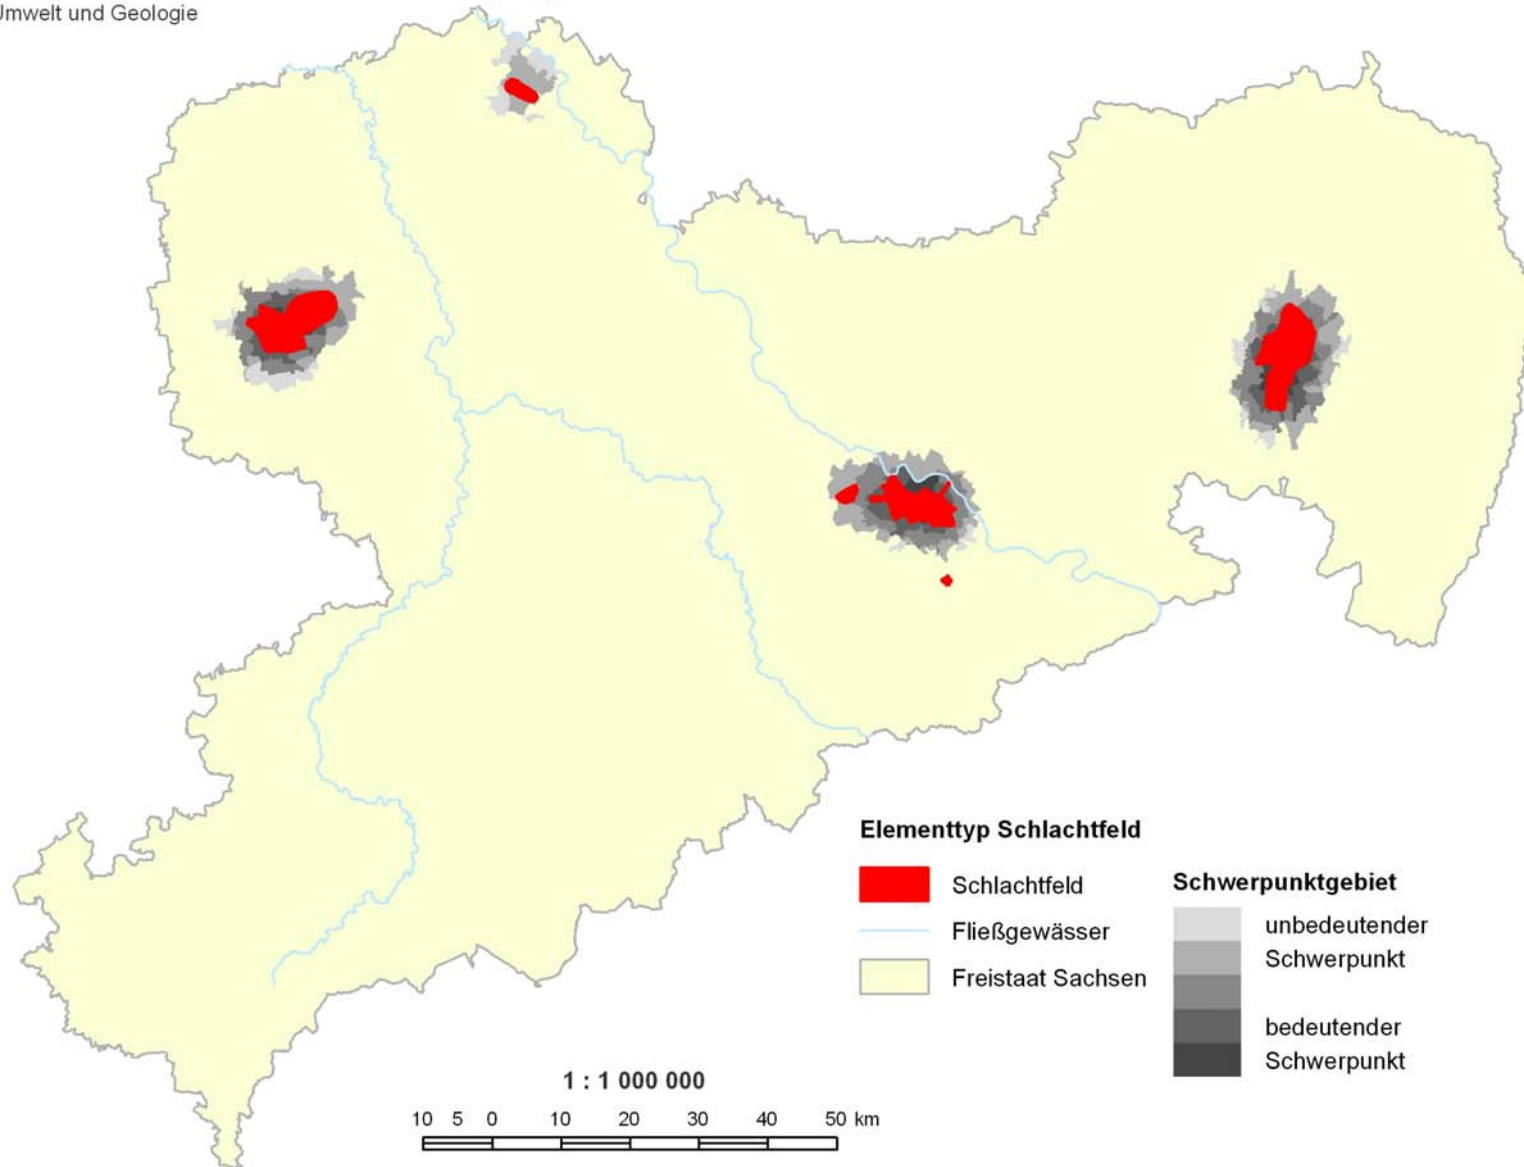 Umwelt und Geologie
Elementtyp Schlachtfeld
Schlachtfeld
Fließgewässer
Freistaat Sachsen
Schwerpunktgebiet
unbedeutender
Schwerpunkt
bedeutender
Schwerpunkt
1 : 1 000 000
10 5 0 10 20 30 40 50 km